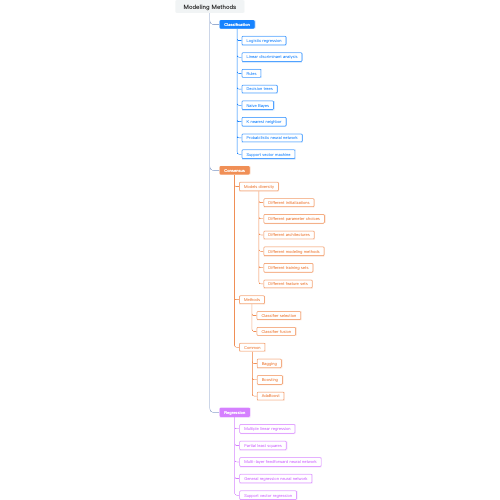 Modeling Methods
Classification
Logistic regression
Linear discriminant analysis
Rules
Decision trees
Naive Bayes
K nearest neighbor
Probabilistic neural network
Support vector machine
Consensus
Models diversity
Different initializations
Different parameter choices
Different architectures
Different modeling methods
Different training sets
Different feature sets
Methods
Classifier selection
Classifier fusion
Common
Bagging
Boosting
AdaBoost
Regression
Multiple linear regression
Partial least squares
Multi-layer feedforward neural network
General regression neural network
Support vector regression